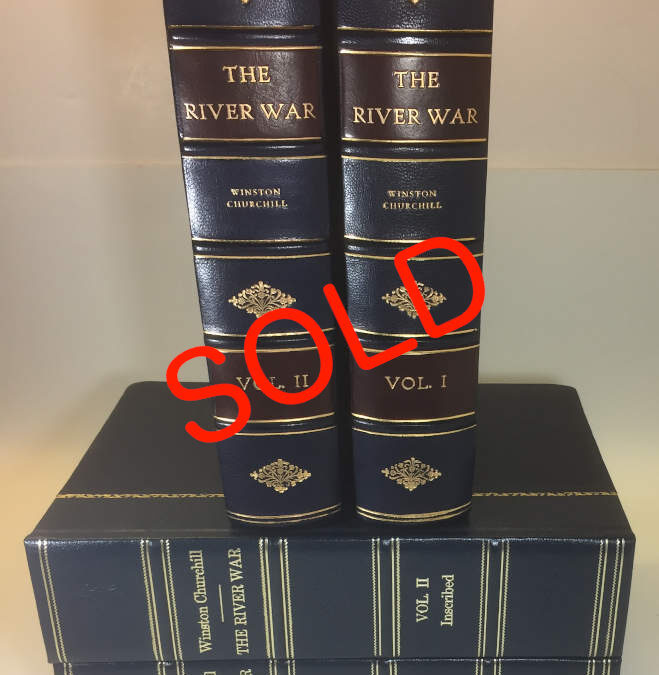 THE
RIVER WAR
WINSTON
CHURCHILL
VOL. II
THE
RIVER WAR
WINSTON
CHURCHILL
VOL. I
SOLD
Winston Churchill
THE RIVER WAR
VOL. II
Inscribed